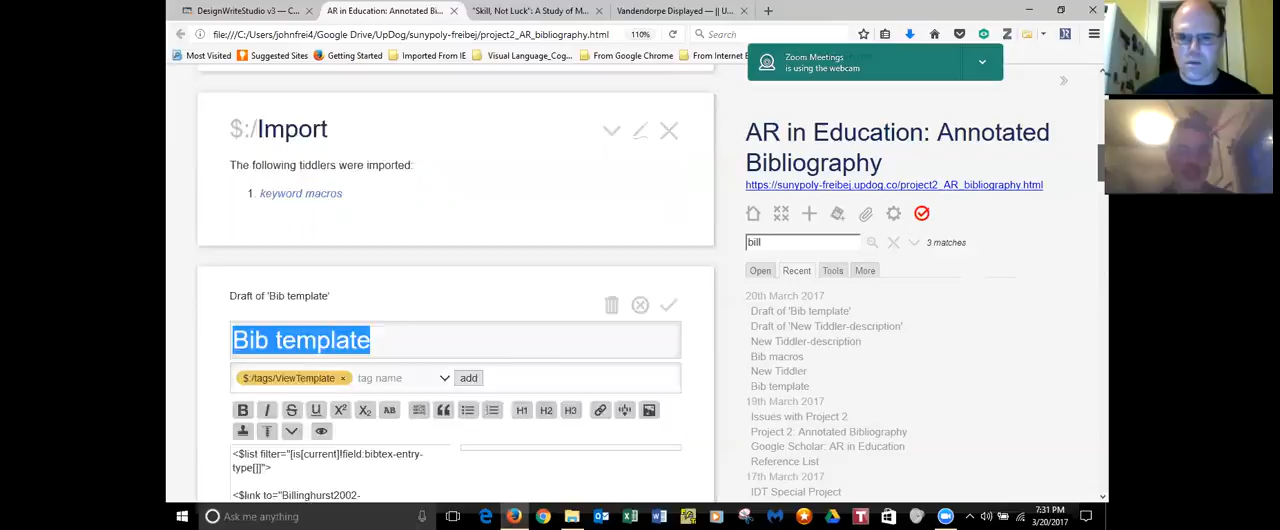 DesignWriteStudio v3 — C...
AR in Education: Annotated Bi...
"Skill, Not Luck": A Study of M...
Vandendorpe Displayed — || U...
file:///C:/Users/johnfrei4/Google Drive/UpDog/sunypoly-freibej/project2_AR_bibliography.html
110%
Search
Most Visited
Suggested Sites
Getting Started
Imported From IE
Visual Language_Cog...
From Google Chrome
From Internet E
Zoom Meetings
is using the webcam
$:/Import
The following tiddlers were imported:
1. keyword macros
Draft of 'Bib template'
Bib template
$:/tags/ViewTemplate ×
tag name
add
B I S U X² X₂ AB H1 H2 H3
<$list filter="[is[current]!field:bibtex-entry-
type[]]">
<$link to="Billinghurst2002-
AR in Education: Annotated
Bibliography
https://sunypoly-freibej.updog.co/project2_AR_bibliography.html
bill
3 matches
Open
Recent
Tools
More
20th March 2017
Draft of 'Bib template'
Draft of 'New Tiddler-description'
New Tiddler-description
Bib macros
New Tiddler
Bib template
19th March 2017
Issues with Project 2
Project 2: Annotated Bibliography
Google Scholar: AR in Education
Reference List
17th March 2017
IDT Special Project
Ask me anything
7:31 PM
3/20/2017